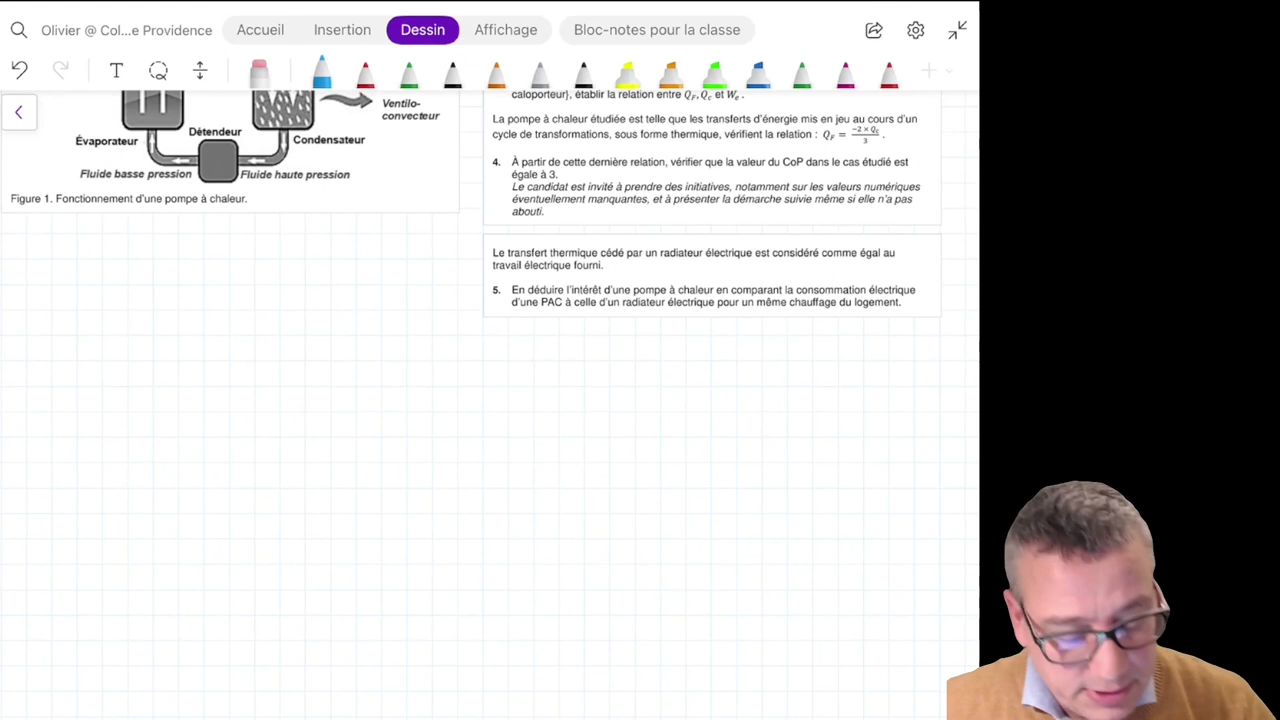 Olivier @ Col...e Providence
Accueil
Insertion
Dessin
Affichage
Bloc-notes pour la classe
T
Ventilo-
convecteur
Détendeur
Évaporateur
Condensateur
Fluide basse pression
Fluide haute pression
Figure 1. Fonctionnement d'une pompe à chaleur.
caloporteur}, établir la relation entre Q_F, Q_C et W_e .
La pompe à chaleur étudiée est telle que les transferts d'énergie mis en jeu au cours d'un
cycle de transformations, sous forme thermique, vérifient la relation : Q_F = −2 × Q_C / 3 .
4. À partir de cette dernière relation, vérifier que la valeur du CoP dans le cas étudié est
égale à 3.
Le candidat est invité à prendre des initiatives, notamment sur les valeurs numériques
éventuellement manquantes, et à présenter la démarche suivie même si elle n'a pas
abouti.
Le transfert thermique cédé par un radiateur électrique est considéré comme égal au
travail électrique fourni.
5. En déduire l'intérêt d'une pompe à chaleur en comparant la consommation électrique
d'une PAC à celle d'un radiateur électrique pour un même chauffage du logement.